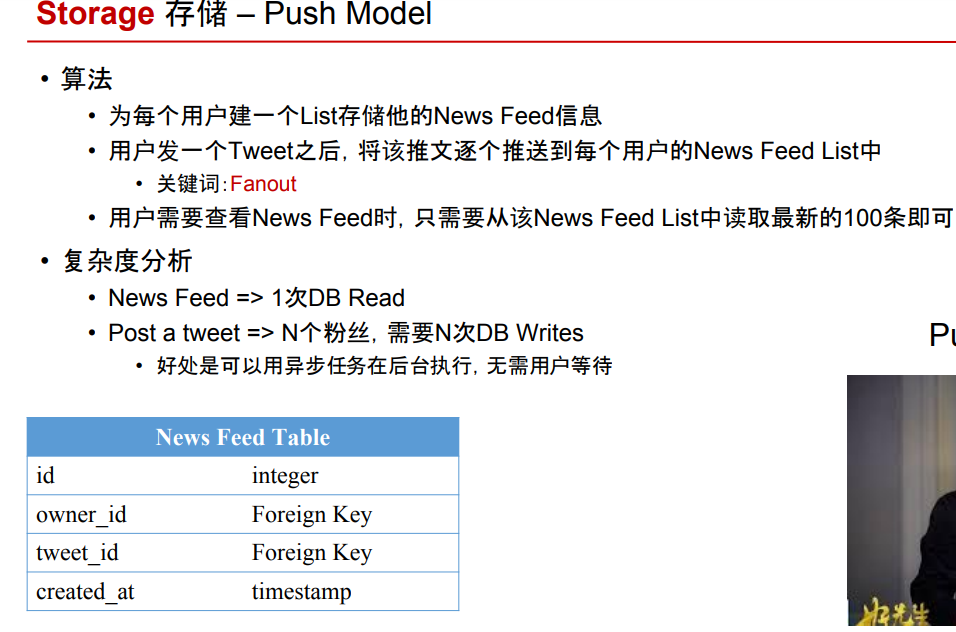 Storage 存储 – Push Model
• 算法
• 为每个用户建一个List存储他的News Feed信息
• 用户发一个Tweet之后，将该推文逐个推送到每个用户的News Feed List中
• 关键词：Fanout
• 用户需要查看News Feed时，只需要从该News Feed List中读取最新的100条即可
• 复杂度分析
• News Feed => 1次DB Read
• Post a tweet => N个粉丝，需要N次DB Writes
• 好处是可以用异步任务在后台执行，无需用户等待
Pu
News Feed Table
id integer
owner_id Foreign Key
tweet_id Foreign Key
created_at timestamp
好先生